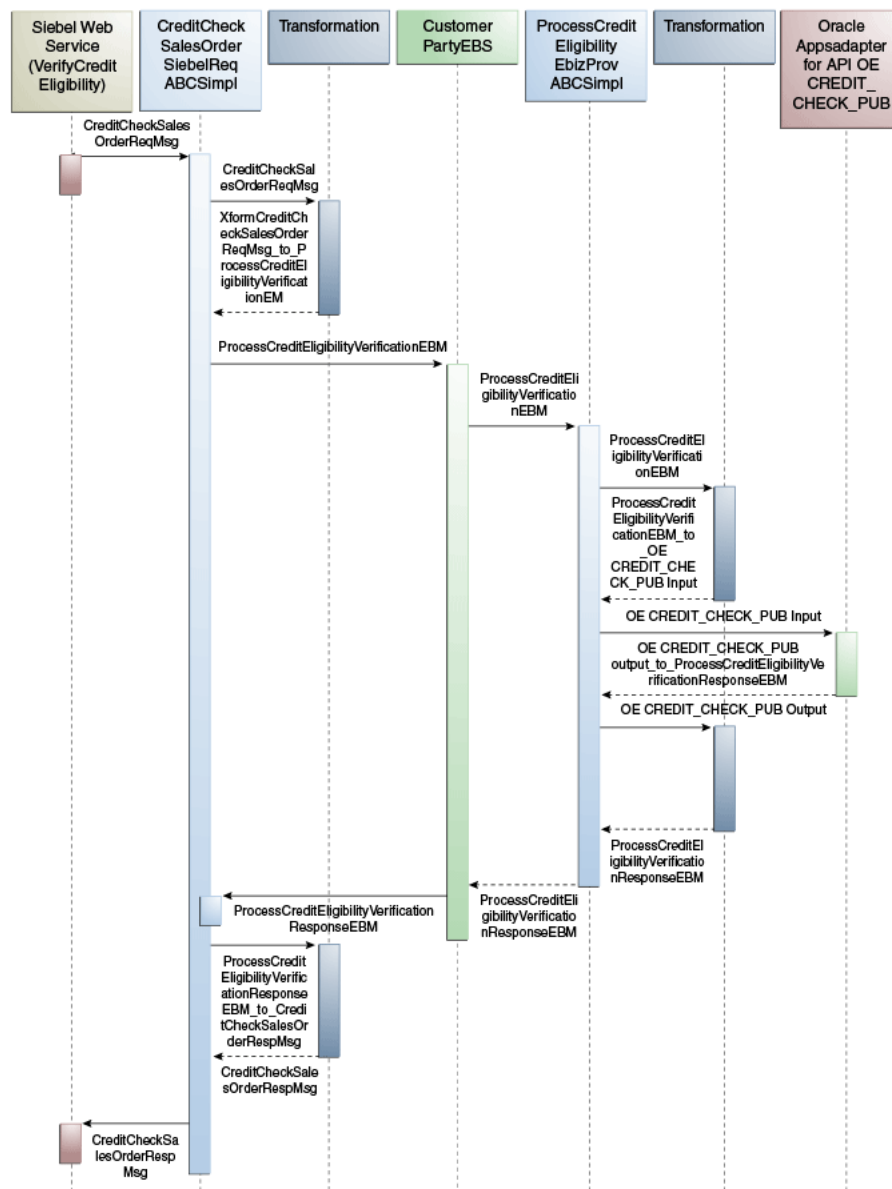 Siebel Web
Service
(VerifyCredit
Eligibility)
CreditCheck
SalesOrder
SiebelReq
ABCSimpl
Transformation
Customer
PartyEBS
ProcessCredit
Eligibility
EbizProv
ABCSimpl
Transformation
Oracle
Appsadapter
for API OE
CREDIT_
CHECK_PUB
CreditCheckSales
OrderReqMsg
CreditCheckSal
esOrderReqMsg
XformCreditCh
eckSalesOrder
ReqMsg_to_P
rocessCreditEl
igibilityVerificat
ionEM
ProcessCreditEligibilityVerificationEBM
ProcessCreditEli
gibilityVerificatio
nEBM
ProcessCreditEl
igibilityVerificati
onEBM
ProcessCredit
EligibilityVerifi
cationEBM_to
_OE
CREDIT_CHE
CK_PUB Input
OE CREDIT_CHECK_PUB Input
OE CREDIT_CHECK_PUB
output_to_ProcessCreditEligibilityVe
rificationResponseEBM
OE CREDIT_CHECK_PUB Output
ProcessCreditEl
igibilityVerificatio
nResponseEBM
ProcessCreditEli
gibilityVerificatio
nResponseEBM
ProcessCreditEligibilityVerification
ResponseEBM
ProcessCredit
EligibilityVerific
ationResponse
EBM_to_Credi
tCheckSalesOr
derRespMsg
CreditCheckSale
sOrderRespMsg
CreditCheckSa
lesOrderResp
Msg